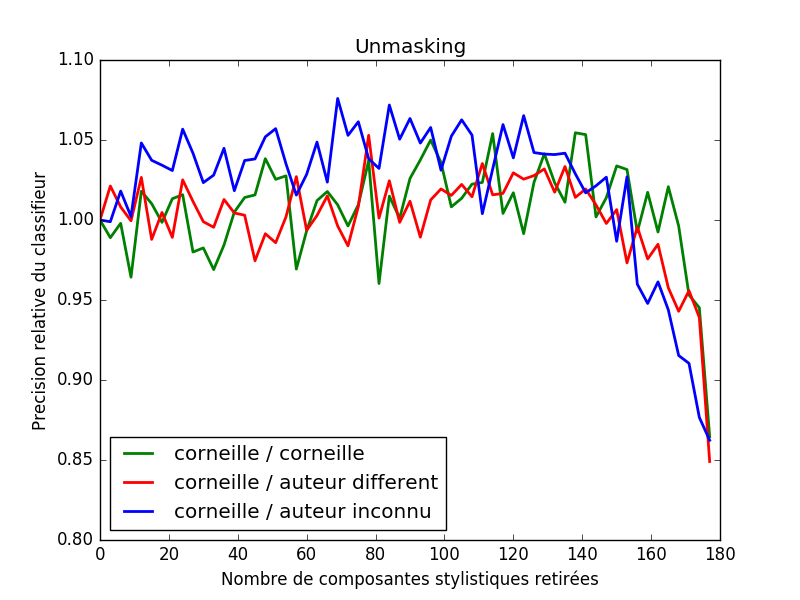 Unmasking
1.10
1.05
1.00
0.95
0.90
0.85
0.80
Precision relative du classifieur
corneille / corneille
corneille / auteur different
corneille / auteur inconnu
0 20 40 60 80 100 120 140 160 180
Nombre de composantes stylistiques retirées